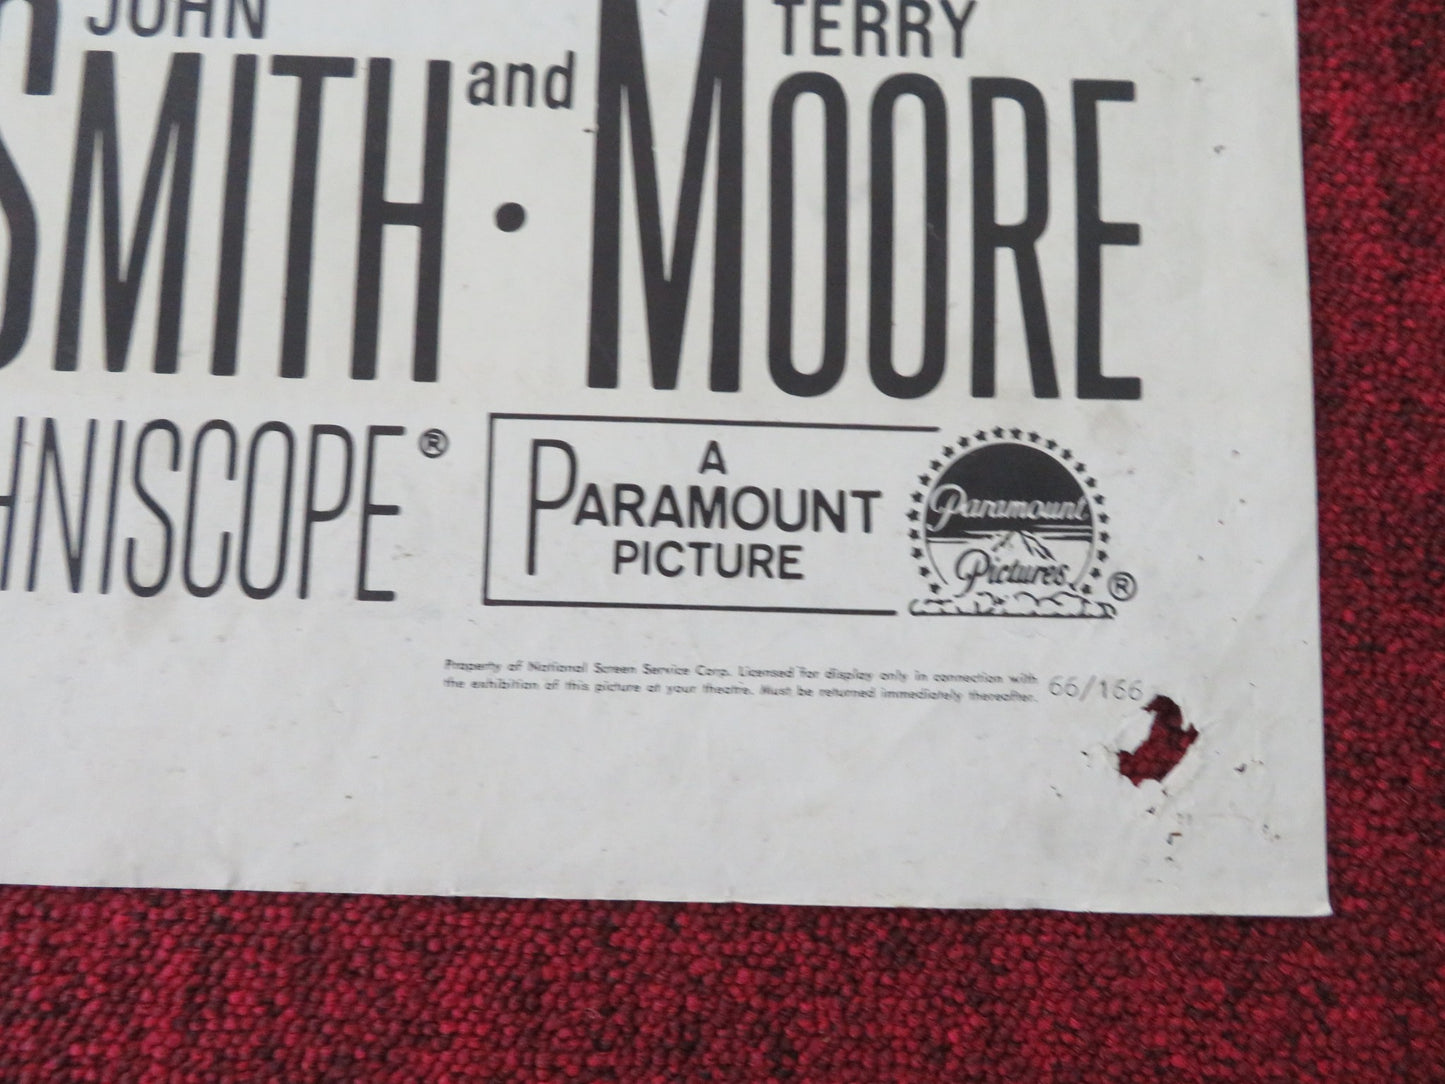 JOHN
SMITH and TERRY
MOORE
HNISCOPE®
A
PARAMOUNT
PICTURE
Paramount
Pictures
®
Property of National Screen Service Corp. Licensed for display only in connection with
the exhibition of this picture at your theatre. Must be returned immediately thereafter.
66/166